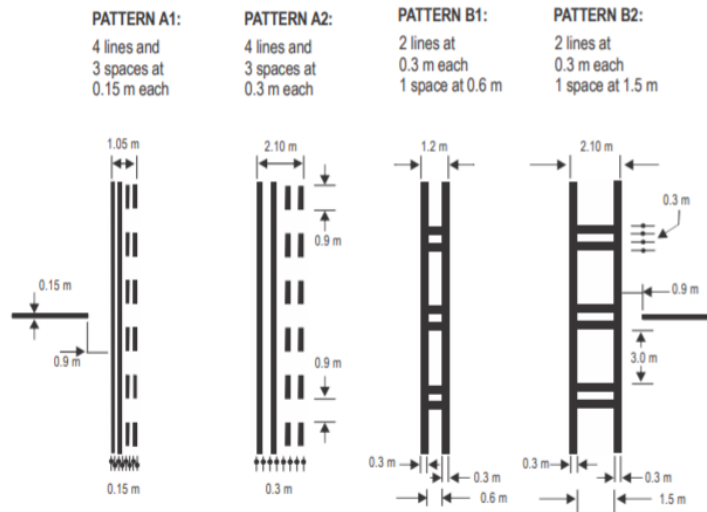 PATTERN A1:
4 lines and
3 spaces at
0.15 m each
PATTERN A2:
4 lines and
3 spaces at
0.3 m each
PATTERN B1:
2 lines at
0.3 m each
1 space at 0.6 m
PATTERN B2:
2 lines at
0.3 m each
1 space at 1.5 m
1.05 m
2.10 m
1.2 m
2.10 m
0.3 m
0.9 m
0.15 m
0.9 m
0.9 m
0.9 m
3.0 m
0.15 m
0.3 m
0.3 m
0.3 m
0.6 m
0.3 m
0.3 m
1.5 m